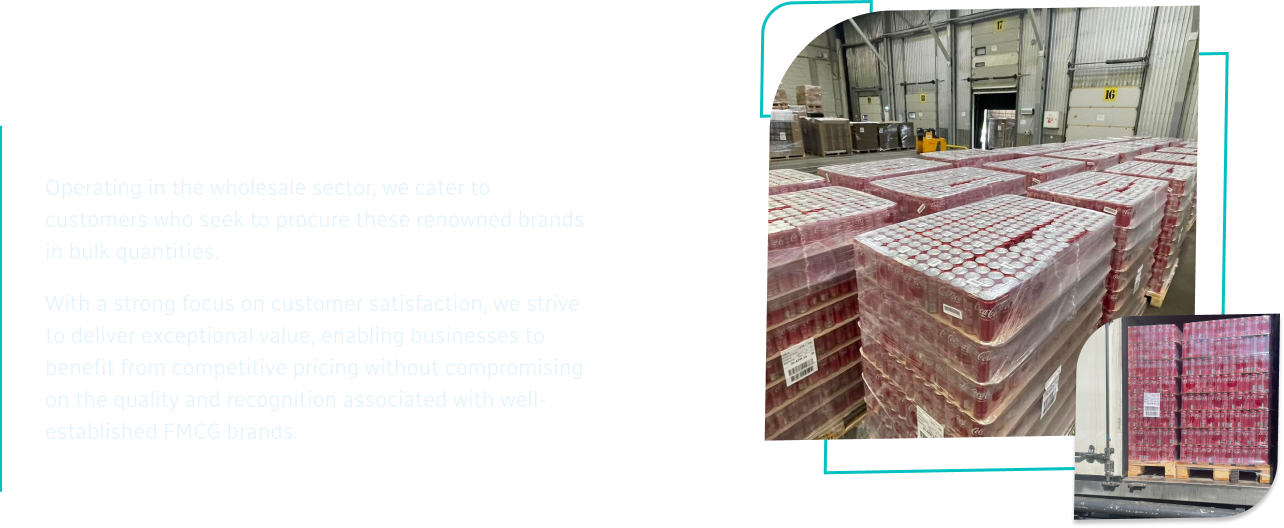 Operating in the wholesale sector, we cater to
customers who seek to procure these renowned brands
in bulk quantities.
With a strong focus on customer satisfaction, we strive
to deliver exceptional value, enabling businesses to
benefit from competitive pricing without compromising
on the quality and recognition associated with well-
established FMCG brands.
17
16